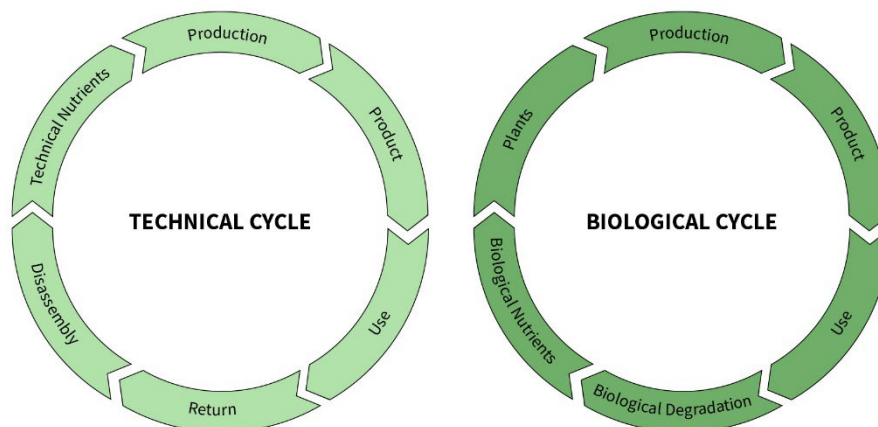 Production
Product
Use
Return
Disassembly
Technical Nutrients
TECHNICAL CYCLE
Production
Product
Use
Biological Degradation
Biological Nutrients
Plants
BIOLOGICAL CYCLE